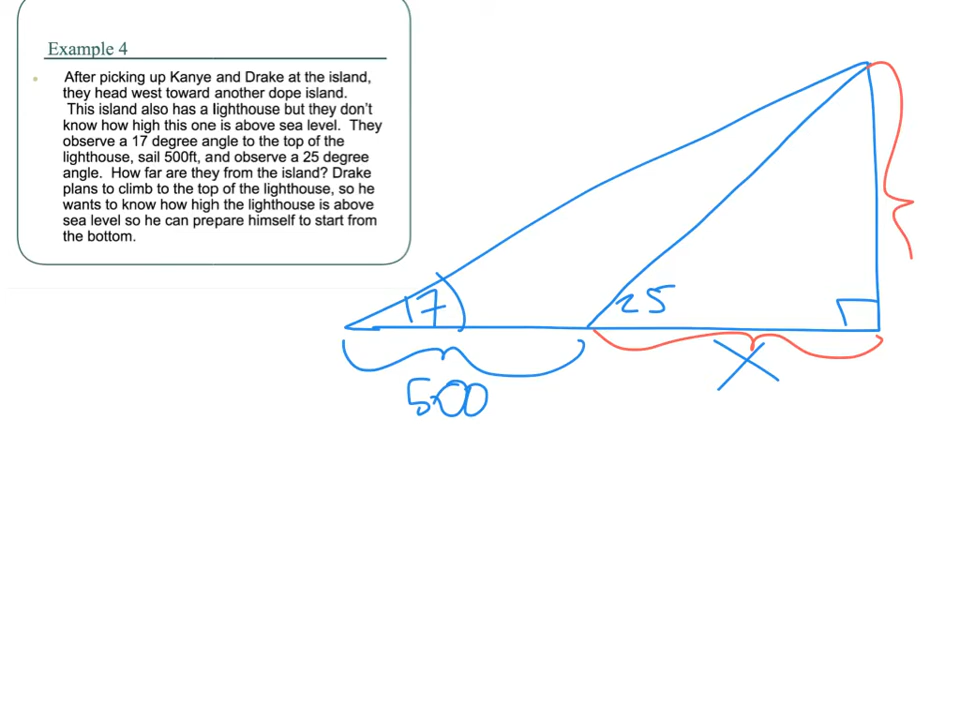 Example 4
After picking up Kanye and Drake at the island,
they head west toward another dope island.
This island also has a lighthouse but they don't
know how high this one is above sea level. They
observe a 17 degree angle to the top of the
lighthouse, sail 500ft, and observe a 25 degree
angle. How far are they from the island? Drake
plans to climb to the top of the lighthouse, so he
wants to know how high the lighthouse is above
sea level so he can prepare himself to start from
the bottom.
17
25
X
500